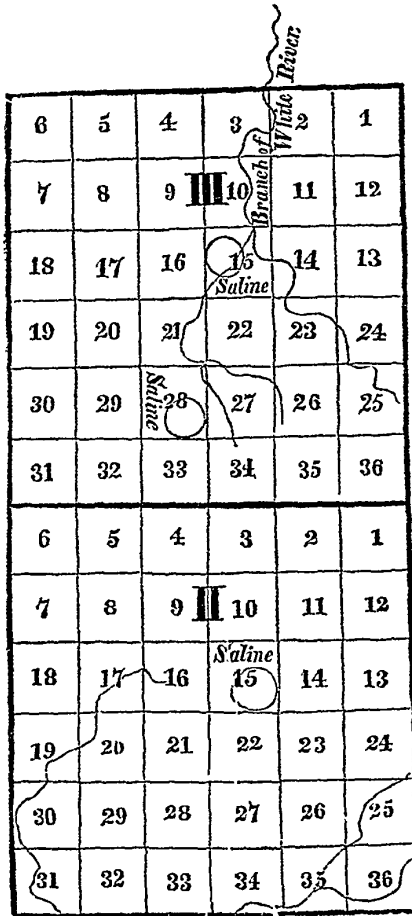 Branch of White River
6 5 4 3 2 1
7 8 9 III 10 11 12
18 17 16 15 14 13
Saline
19 20 21 22 23 24
30 29 28 27 26 25
Saline
31 32 33 34 35 36
6 5 4 3 2 1
7 8 9 II 10 11 12
Saline
18 17 16 15 14 13
19 20 21 22 23 24
30 29 28 27 26 25
31 32 33 34 35 36